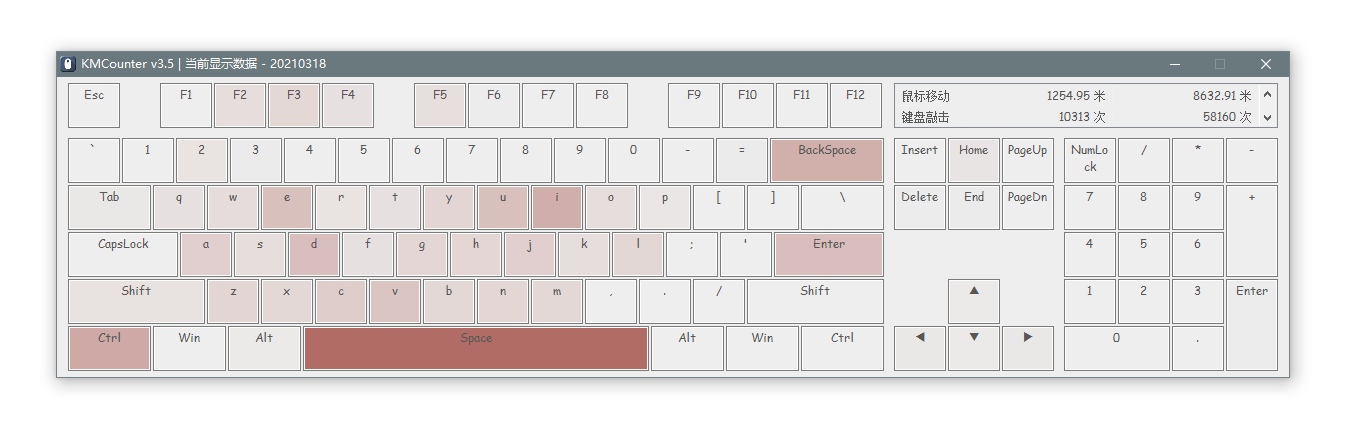 KMCounter v3.5 | 当前显示数据 - 20210318
Esc F1 F2 F3 F4 F5 F6 F7 F8 F9 F10 F11 F12
鼠标移动 1254.95 米 8632.91 米
键盘敲击 10313 次 58160 次
` 1 2 3 4 5 6 7 8 9 0 - = BackSpace Insert Home PageUp NumLo / * -
ck
Tab q w e r t y u i o p [ ] \ Delete End PageDn 7 8 9 +
CapsLock a s d f g h j k l ; ' Enter 4 5 6
Shift z x c v b n m , . / Shift ▲ 1 2 3 Enter
Ctrl Win Alt Space Alt Win Ctrl ◀ ▼ ▶ 0 .